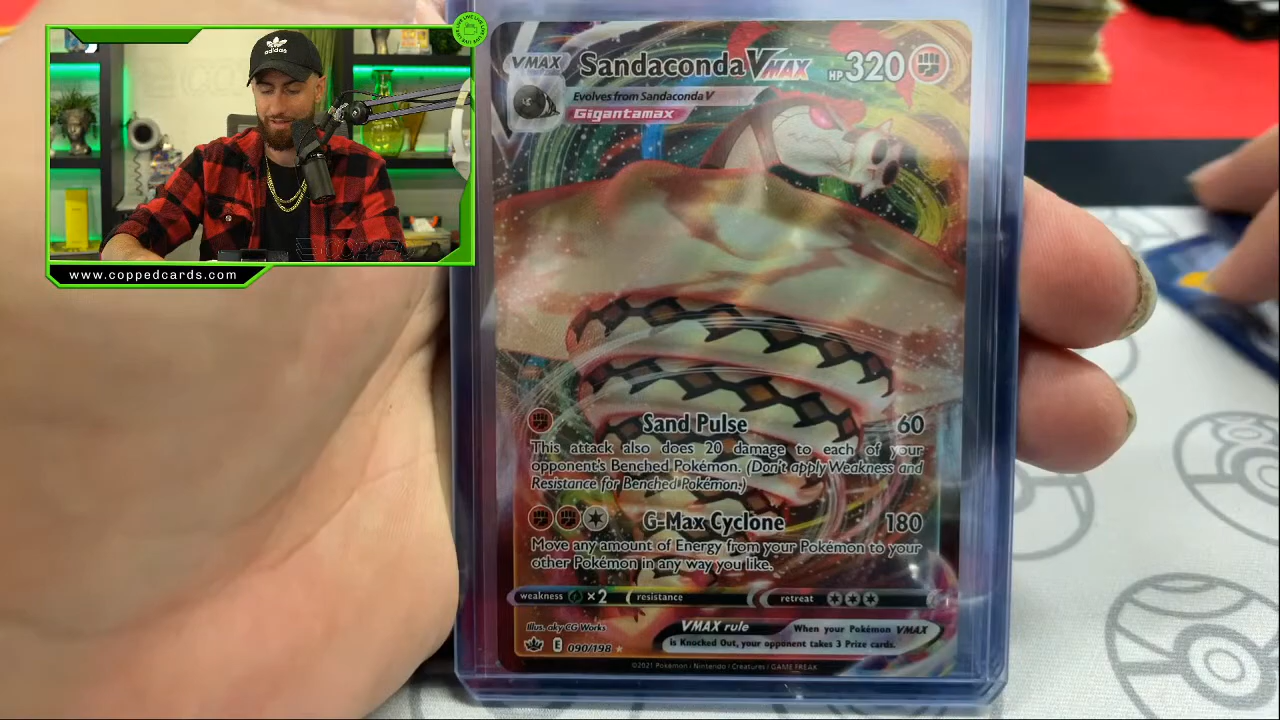 adidas
www.coppedcards.com
VMAX Sandaconda VMAX HP 320
Evolves from Sandaconda V
Gigantamax
Sand Pulse 60
This attack also does 20 damage to each of your
opponent's Benched Pokémon. (Don't apply Weakness and
Resistance for Benched Pokémon.)
G-Max Cyclone 180
Move any amount of Energy from your Pokémon to your
other Pokémon in any way you like.
weakness ×2 resistance retreat
Illus. aky CG Works
VMAX rule When your Pokémon VMAX
is Knocked Out, your opponent takes 3 Prize cards.
E 090/198
©2021 Pokémon / Nintendo / Creatures / GAME FREAK